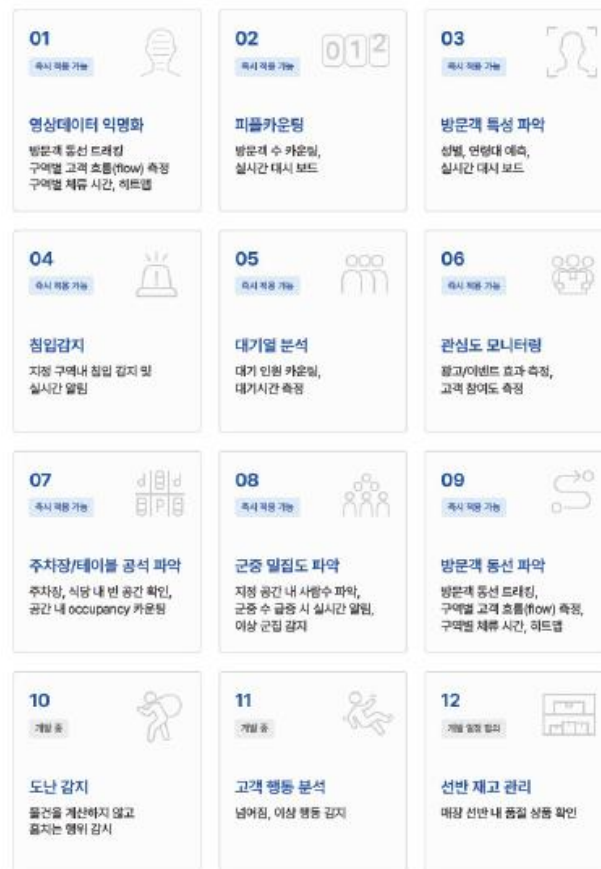 01
즉시 적용 가능
영상데이터 익명화
방문객 동선 트래킹
구역별 고객 흐름(flow) 측정
구역별 체류 시간, 히트맵
02
즉시 적용 가능
012
피플카운팅
방문객 수 카운팅,
실시간 대시 보드
03
즉시 적용 가능
방문객 특성 파악
성별, 연령대 예측,
실시간 대시 보드
04
즉시 적용 가능
침입감지
지정 구역내 침입 감지 및
실시간 알림
05
즉시 적용 가능
대기열 분석
대기 인원 카운팅,
대기시간 측정
06
즉시 적용 가능
관심도 모니터링
광고/이벤트 효과 측정,
고객 참여도 측정
07
즉시 적용 가능
P
주차장/테이블 공석 파악
주차장, 식당 내 빈 공간 확인,
공간 내 occupancy 카운팅
08
즉시 적용 가능
군중 밀집도 파악
지정 공간 내 사람수 파악,
군중 수 급증 시 실시간 알림,
이상 군집 감지
09
즉시 적용 가능
방문객 동선 파악
방문객 동선 트래킹,
구역별 고객 흐름(flow) 측정,
구역별 체류 시간, 히트맵
10
개발 중
도난 감지
물건을 계산하지 않고
훔치는 행위 감시
11
개발 중
고객 행동 분석
넘어짐, 이상 행동 감지
12
개발 일정 협의
선반 재고 관리
매장 선반 내 품절 상품 확인